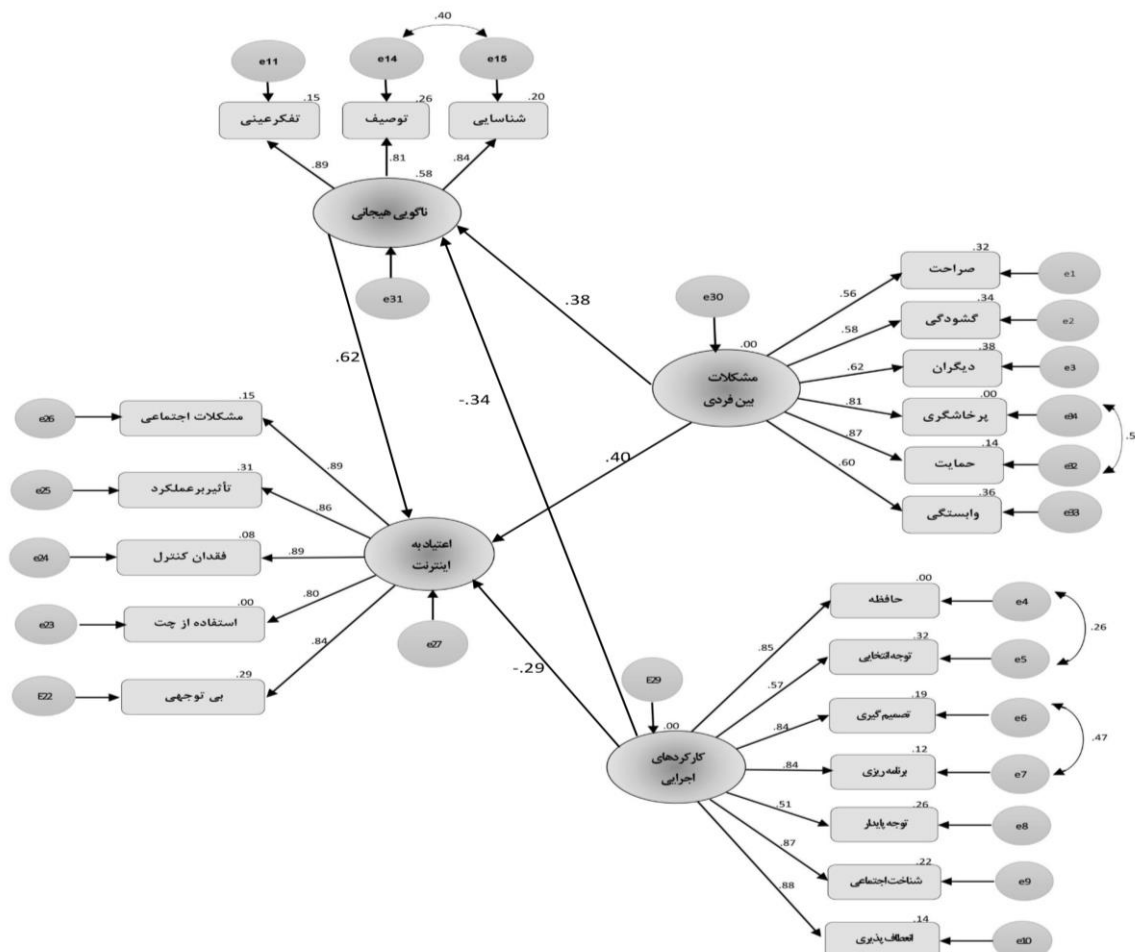 .40
e11
e14
e15
.15
.26
.20
تفکر عینی
توصیف
شناسایی
.89
.81
.84
.58
ناگویی هیجانی
e31
.38
.62
-.34
.40
-.29
e30
.00
مشکلات
بین فردی
.56
.58
.62
.81
.87
.60
.32
صراحت
e1
.34
گشودگی
e2
.38
دیگران
e3
.00
پرخاشگری
e34
.14
حمایت
e32
.36
وابستگی
e33
.5
e26
.15
مشکلات اجتماعی
.89
e25
.31
تأثیر بر عملکرد
.86
e24
.08
فقدان کنترل
.89
e23
.00
استفاده از چت
.80
E22
.29
بی توجهی
.84
اعتیاد به
اینترنت
e27
E29
.00
کارکردهای
اجرایی
.85
.57
.84
.84
.51
.87
.88
.00
حافظه
e4
.26
.32
توجه انتخابی
e5
.19
تصمیم گیری
e6
.47
.12
برنامه ریزی
e7
.26
توجه پایدار
e8
.22
شناخت اجتماعی
e9
.14
انعطاف پذیری
e10